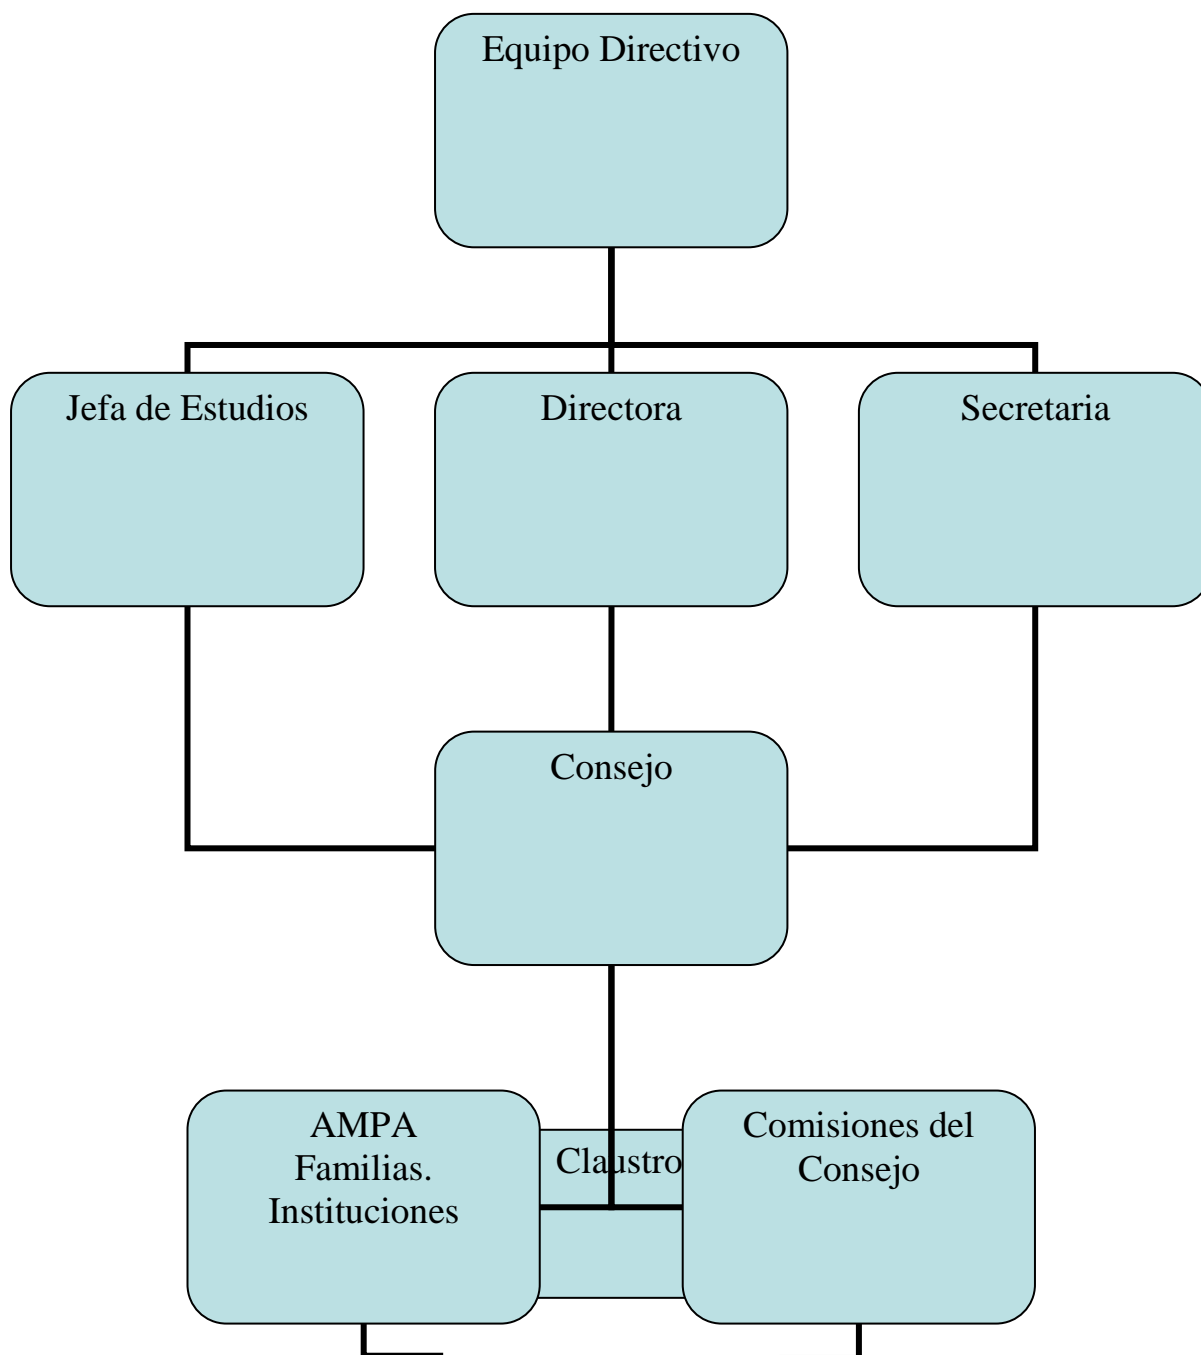 Equipo Directivo
Jefa de Estudios
Directora
Secretaria
Consejo
AMPA
Familias.
Instituciones
Claustro
Comisiones del
Consejo